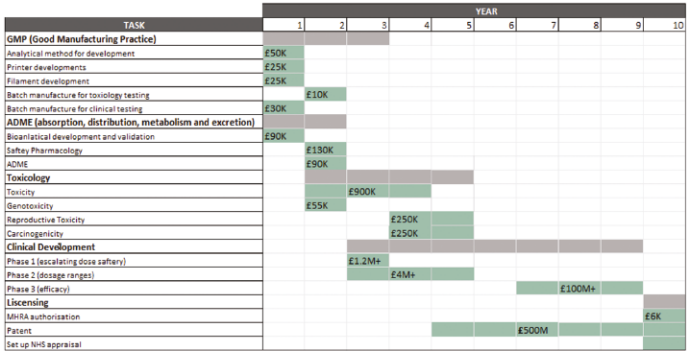 YEAR
TASK 1 2 3 4 5 6 7 8 9 10
GMP (Good Manufacturing Practice)
Analytical method for development £50K
Printer developments £25K
Filament development £25K
Batch manufacture for toxiology testing £10K
Batch manufacture for clinical testing £30K
ADME (absorption, distribution, metabolism and excretion)
Bioanlatical development and validation £90K
Saftey Pharmacology £130K
ADME £90K
Toxicology
Toxicity £900K
Genotoxicity £55K
Reproductive Toxicity £250K
Carcinogenicity £250K
Clinical Development
Phase 1 (escalating dose saftery) £1.2M+
Phase 2 (dosage ranges) £4M+
Phase 3 (efficacy) £100M+
Liscensing
MHRA authorisation £6K
Patent £500M
Set up NHS appraisal